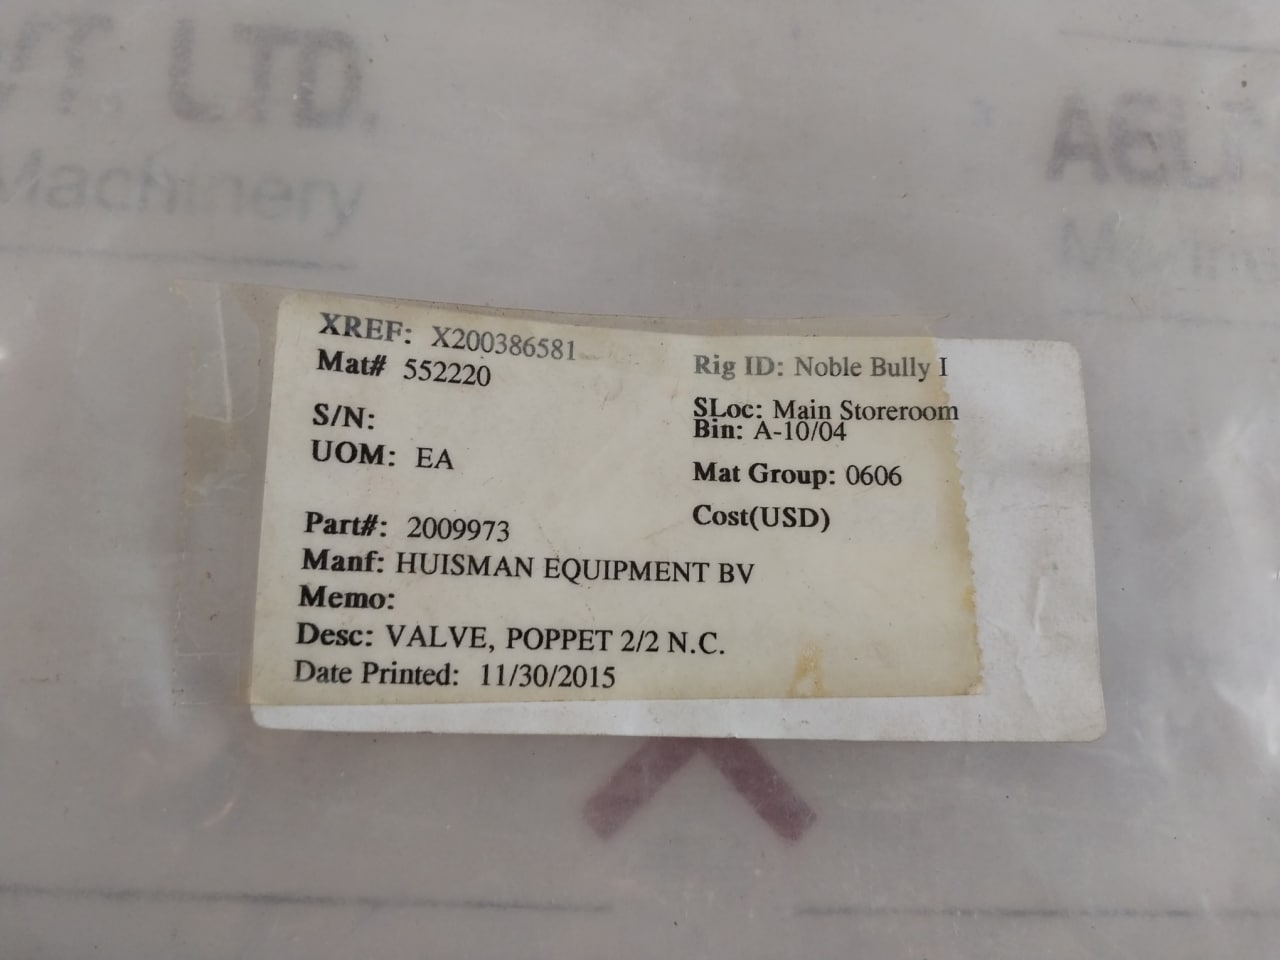 LTD.
Machinery
XREF: X200386581
Mat# 552220
S/N:
UOM: EA
Rig ID: Noble Bully I
SLoc: Main Storeroom
Bin: A-10/04
Mat Group: 0606
Cost(USD)
Part#: 2009973
Manf: HUISMAN EQUIPMENT BV
Memo:
Desc: VALVE, POPPET 2/2 N.C.
Date Printed: 11/30/2015